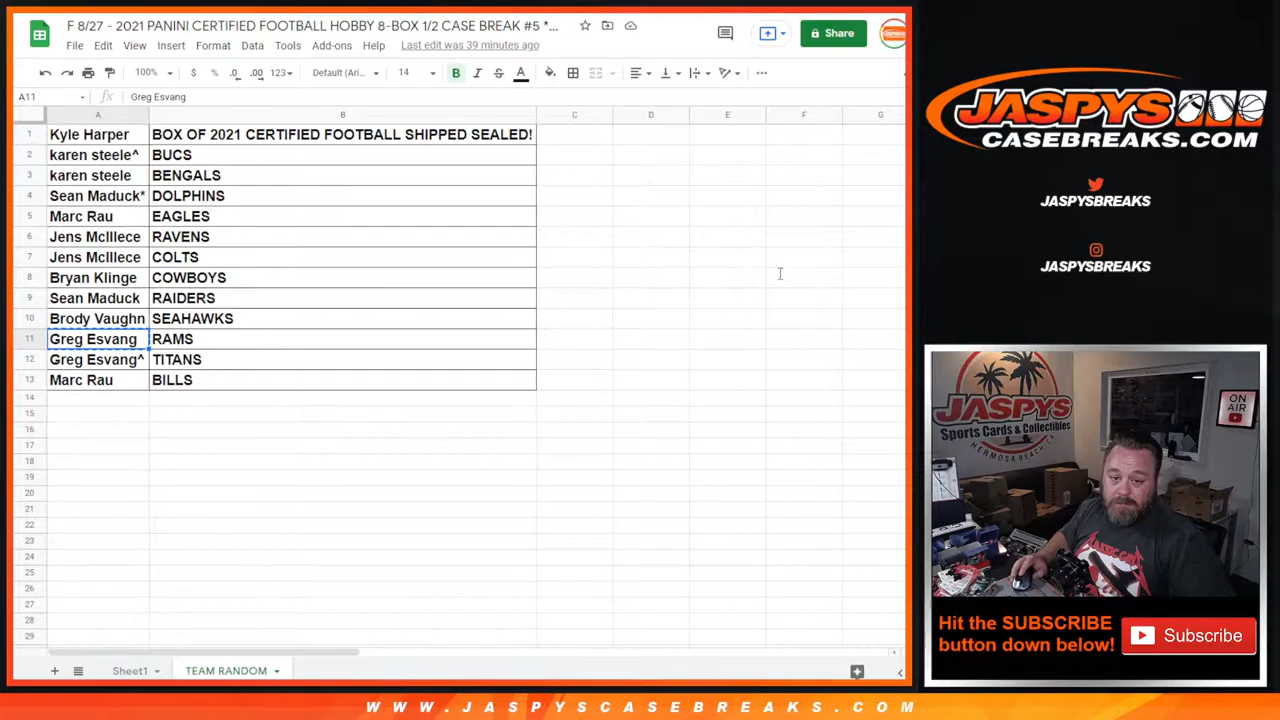 F 8/27 - 2021 PANINI CERTIFIED FOOTBALL HOBBY 8-BOX 1/2 CASE BREAK #5 *...
File Edit View Insert Format Data Tools Add-ons Help Last edit was 39 minutes ago
Share
100% $ % .0 .00 123 Default (Ari... 14 B I S A
A11 fx Greg Esvang
A B C D E F G
1 Kyle Harper BOX OF 2021 CERTIFIED FOOTBALL SHIPPED SEALED!
2 karen steele^ BUCS
3 karen steele BENGALS
4 Sean Maduck* DOLPHINS
5 Marc Rau EAGLES
6 Jens McIllece RAVENS
7 Jens McIllece COLTS
8 Bryan Klinge COWBOYS
9 Sean Maduck RAIDERS
10 Brody Vaughn SEAHAWKS
11 Greg Esvang RAMS
12 Greg Esvang^ TITANS
13 Marc Rau BILLS
14
15
16
17
18
19
20
21
22
23
24
25
26
27
28
29
+ Sheet1 TEAM RANDOM
JASPYS
CASEBREAKS.COM
JASPYSBREAKS
JASPYSBREAKS
JASPYS
Sports Cards & Collectibles
HERMOSA BEACH, CA
ON
AIR
Hit the SUBSCRIBE
button down below!
Subscribe
WWW.JASPYSCASEBREAKS.COM